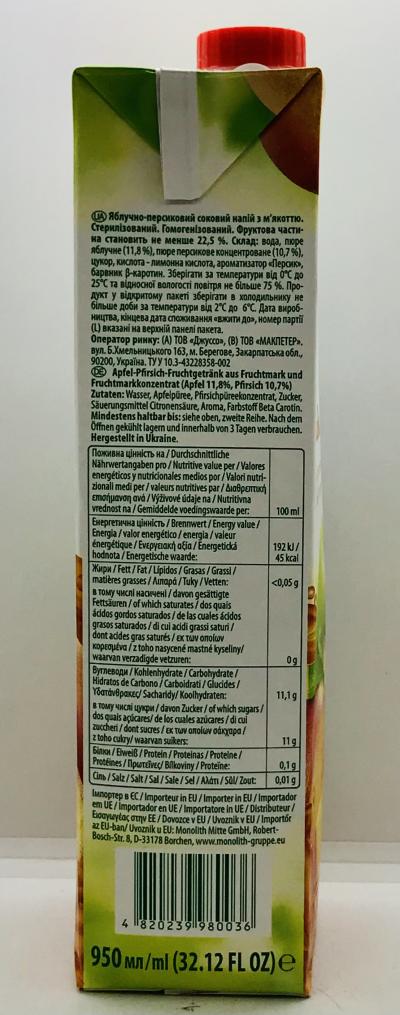 UA Яблучно-персиковий соковий напій з м'якоттю.
Стерилізований. Гомогенізований. Фруктова части-
на становить не менше 22,5 %. Склад: вода, пюре
яблучне (11,8 %), пюре персикове концентроване (10,7 %),
цукор, кислота – лимонна кислота, ароматизатор «Персик»,
барвник β-каротин. Зберігати за температури від 0°С до
25°С та відносної вологості повітря не більше 75 %. Про-
дукт у відкритому пакеті зберігати в холодильнику не
більше доби за температури від 2°С до 6°С. Дата вироб-
ництва, кінцева дата споживання «вжити до», номер партії
(L) вказані на верхній панелі пакета.
Оператор ринку: (А) ТОВ «Джуссо», (В) ТОВ «МАКПЕТЕР».
вул. Б.Хмельницького 163, м. Берегове, Закарпатська обл.,
90200, Україна. ТУ У 10.3-43228358-002
DE Apfel-Pfirsich-Fruchtgetränk aus Fruchtmark und
Fruchtmarkkonzentrat (Apfel 11,8%, Pfirsich 10,7%)
Zutaten: Wasser, Apfelpüree, Pfirsichpüreekonzentrat, Zucker,
Säuerungsmittel Citronensäure, Aroma, Farbstoff Beta Carotin.
Mindestens haltbar bis: siehe oben, zweite Reihe. Nach dem
Öffen gekühlt lagern und innerhalb von 3 Tagen verbrauchen.
Hergestellt in Ukraine.
Поживна цінність на / Durchschnittliche
Nährwertangaben pro / Nutritive value per / Valores
energéticos y nutricionales medios por / Valori nutri-
zionali medi per / valeurs nutritives par / Διαθρεπτική
επισήμανση ανά / Výživové údaje na / Nutritivna
vrednost na / Gemiddelde voedingswaarde per: 100 ml
Енергетична цінність / Brennwert / Energy value /
Energia / valor energético / energia / valeur
énergétique / Ενεργειακή αξία / Energetická
hodnota / Energetische waarde: 192 kJ / 45 kcal
Жири / Fett / Fat / Lípidos / Grasas / Grassi /
matières grasses / Λιπαρά / Tuky / Vetten: <0,05 g
в тому числі насичені / davon gesättigte
Fettsäuren / of which saturates / dos quais
ácidos gordos saturados / de las cuales ácidos
grasos saturados / di cui acidi grassi saturi /
dont acides gras saturés / εκ των οποίων
κορεσμένα / z toho nasycené mastné kyseliny/
waarvan verzadigde vetzuren: 0 g
Вуглеводи / Kohlenhydrate / Carbohydrate /
Hidratos de Carbono / Carboidrati / Glucides /
Υδατάνθρακες/ Sacharidy/ Koolhydraten: 11,1 g
в тому числі цукри / davon Zucker / of which sugars /
dos quais açúcares/ de los cuales azúcares / di cui
zuccheri / dont sucres / εκ των οποίων σάκχαρα /
z toho cukry/ waarvan suikers: 11 g
Білки / Eiweiß / Protein / Proteínas / Proteine /
Protéines / Πρωτεΐνες/ Bílkoviny / Proteïne: 0,1 g
Сіль / Salz / Salt / Sal / Sale / Sel / Αλάτι / Sůl/ Zout: 0,01 g
Імпортер в ЄС / Importeur in EU / Importer in EU / Importador
em UE / Importador en UE / Importatore in UE / Distributeur /
Εισαγωγέας στην ΕΕ / Dovozce v EU / Uvoznik v EU / Importőr
az EU-ban/ Uvoznik u EU: Monolith Mitte GmbH, Robert-
Bosch-Str. 8, D-33178 Borchen, www.monolith-gruppe.eu
4 820239 980036
950 мл/ml (32.12 FL OZ) ℮